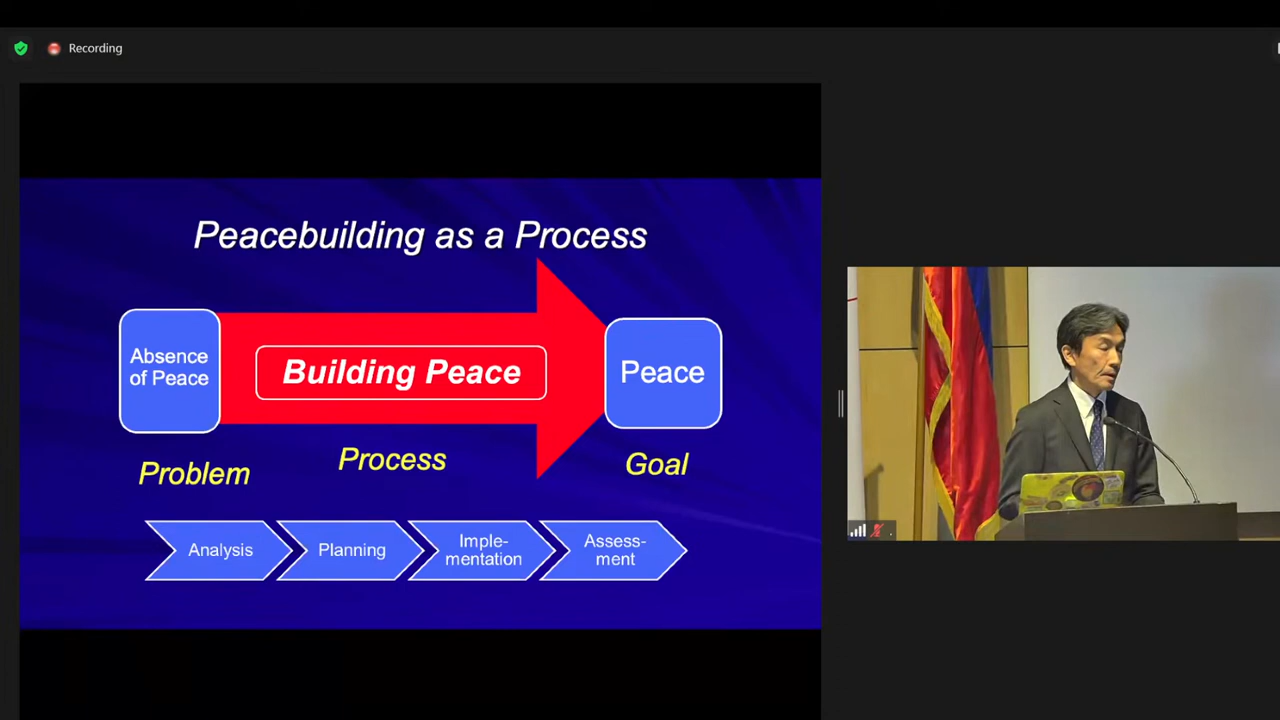 Recording
Peacebuilding as a Process
Absence
of Peace
Building Peace
Peace
Problem
Process
Goal
Analysis
Planning
Imple-
mentation
Assess-
ment